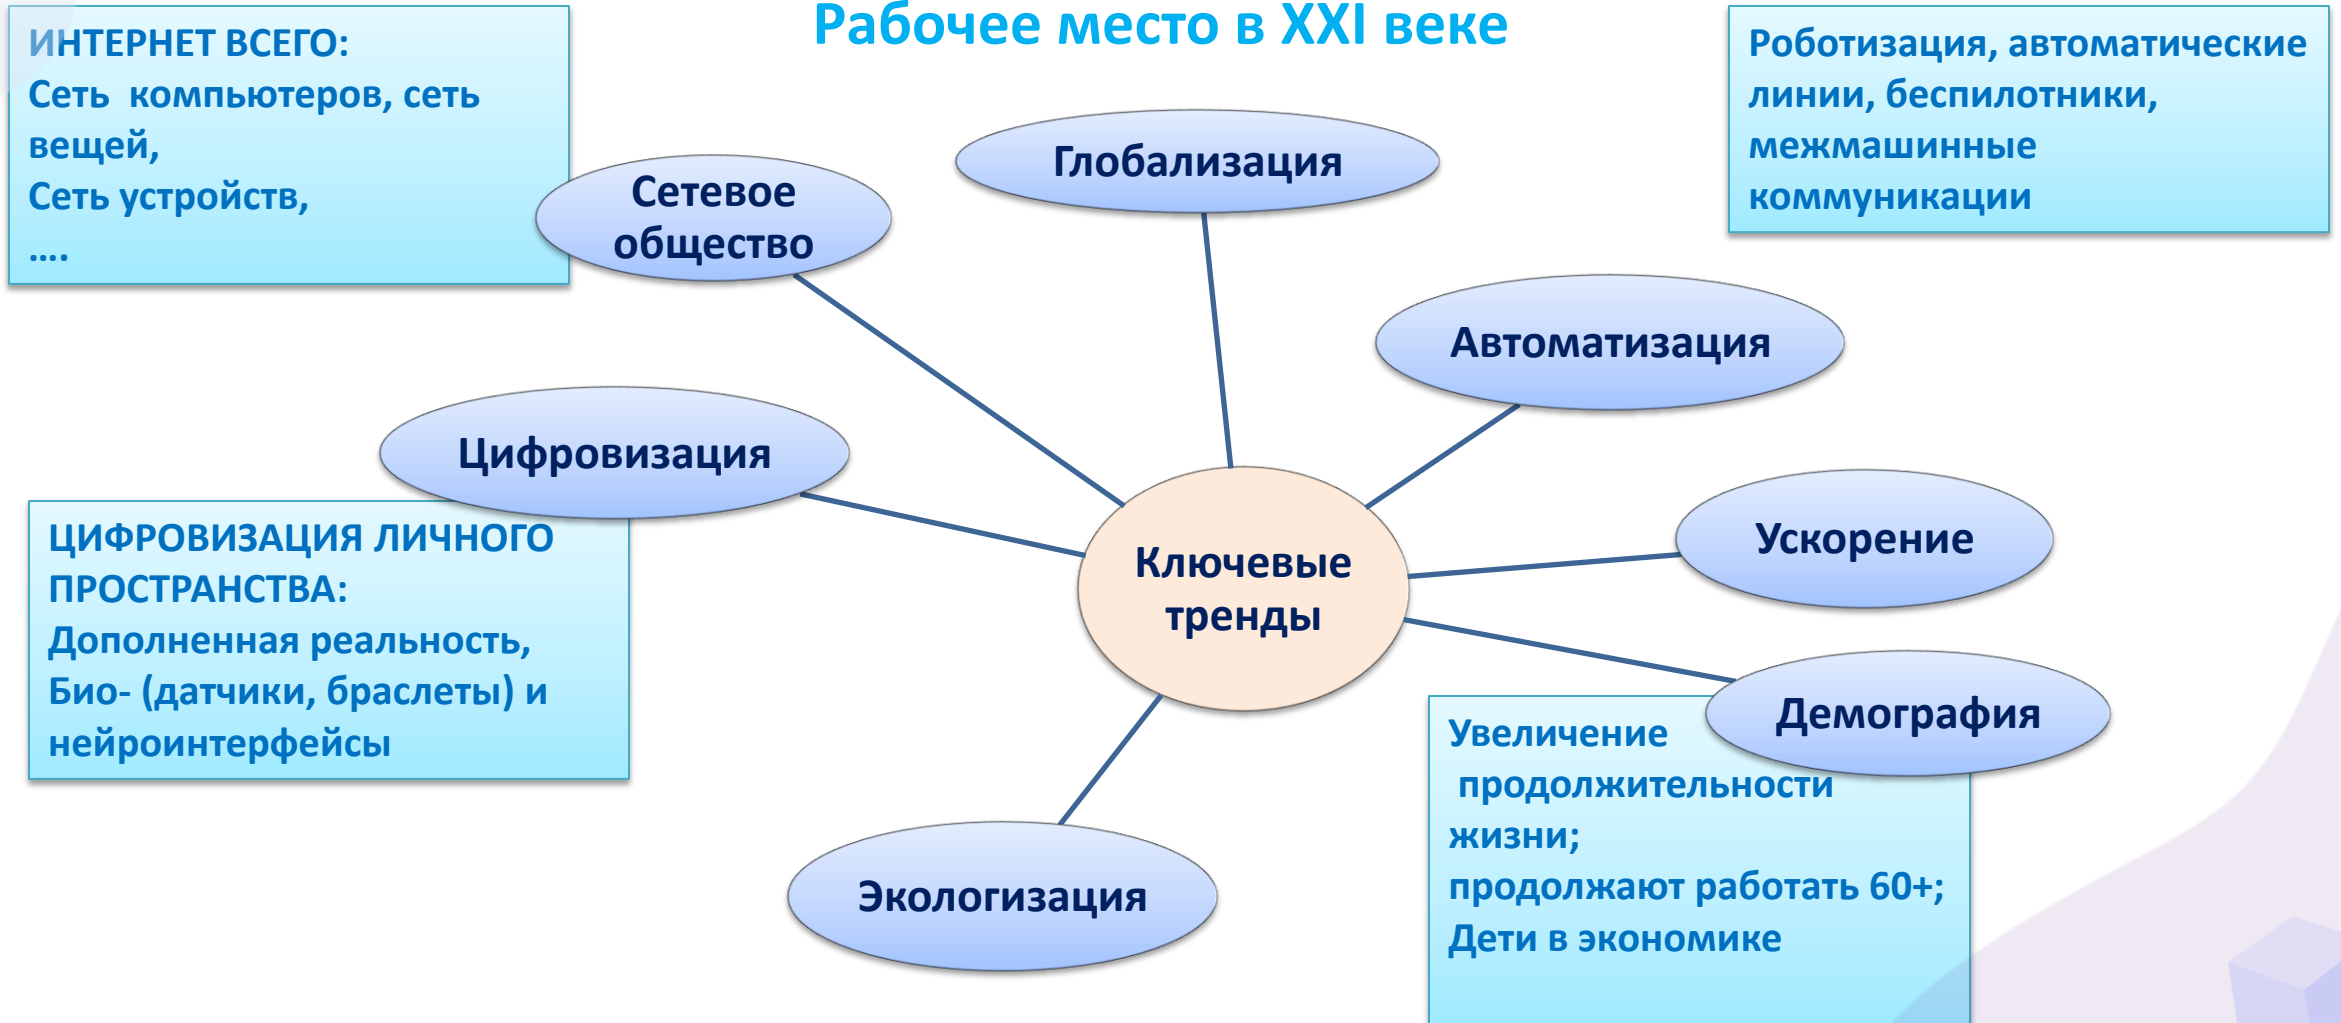 Рабочее место в XXI веке
ИНТЕРНЕТ ВСЕГО:
Сеть  компьютеров, сеть
вещей,
Сеть устройств,
….
Роботизация, автоматические
линии, беспилотники,
межмашинные
коммуникации
Глобализация
Сетевое
общество
Автоматизация
Цифровизация
Ускорение
Ключевые
тренды
ЦИФРОВИЗАЦИЯ ЛИЧНОГО
ПРОСТРАНСТВА:
Дополненная реальность,
Био- (датчики, браслеты) и
нейроинтерфейсы
Демография
Увеличение
продолжительности
жизни;
продолжают работать 60+;
Дети в экономике
Экологизация